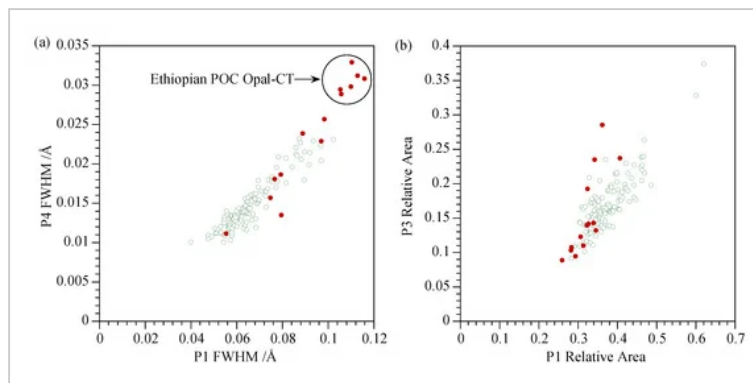 (a)
0.035
0.03
0.025
0.02
0.015
0.01
0.005
0
P4 FWHM /Å
Ethiopian POC Opal-CT
0 0.02 0.04 0.06 0.08 0.1 0.12
P1 FWHM /Å
(b)
0.4
0.35
0.3
0.25
0.2
0.15
0.1
0.05
0
P3 Relative Area
0 0.1 0.2 0.3 0.4 0.5 0.6 0.7
P1 Relative Area